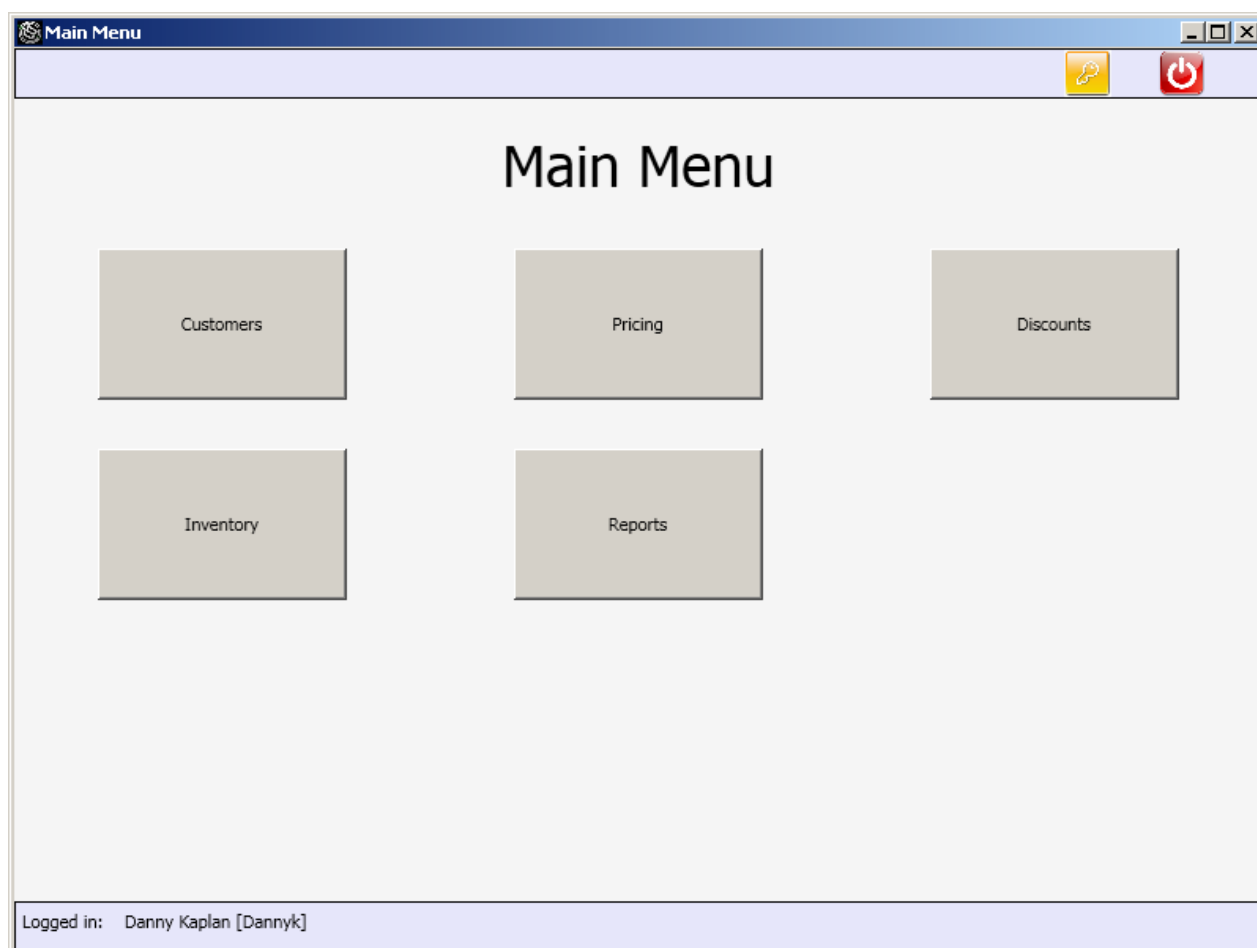 Main Menu
Main Menu
Customers
Pricing
Discounts
Inventory
Reports
Logged in: Danny Kaplan [Dannyk]